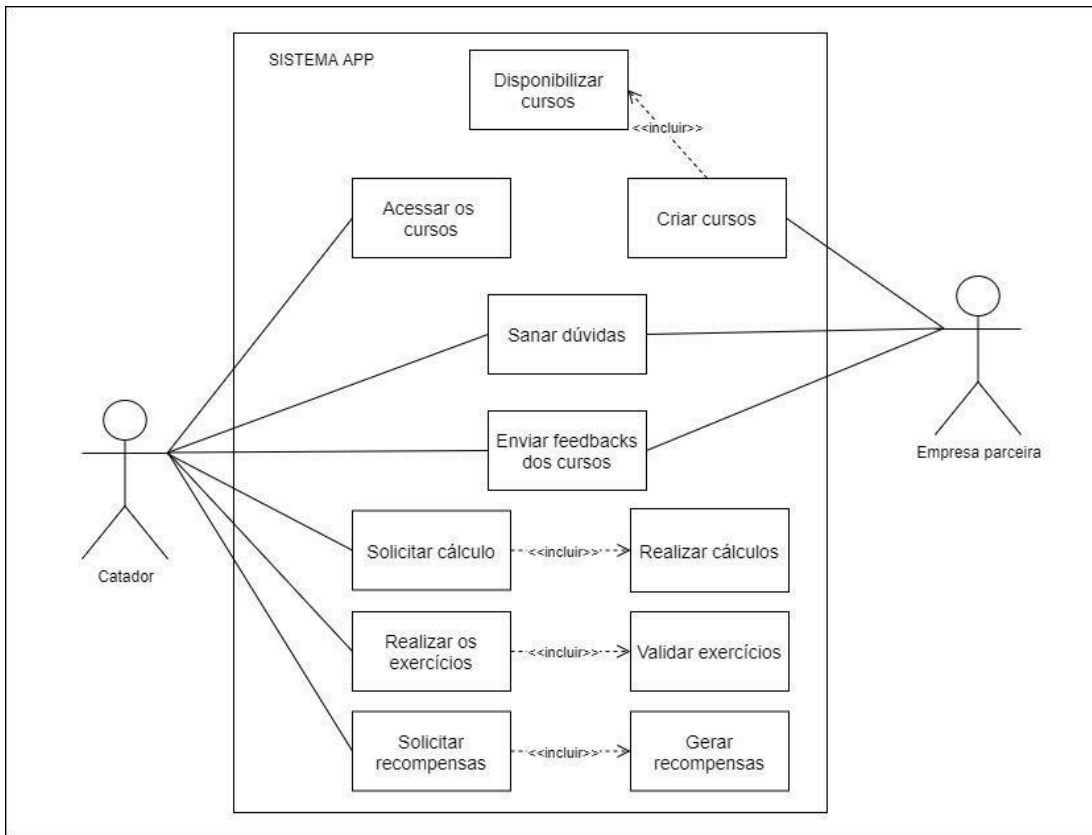 SISTEMA APP
Disponibilizar
cursos
<<incluir>>
Acessar os
cursos
Criar cursos
Sanar dúvidas
Enviar feedbacks
dos cursos
Empresa parceira
Solicitar cálculo
<<incluir>>
Realizar cálculos
Catador
Realizar os
exercícios
<<incluir>>
Validar exercícios
Solicitar
recompensas
<<incluir>>
Gerar
recompensas